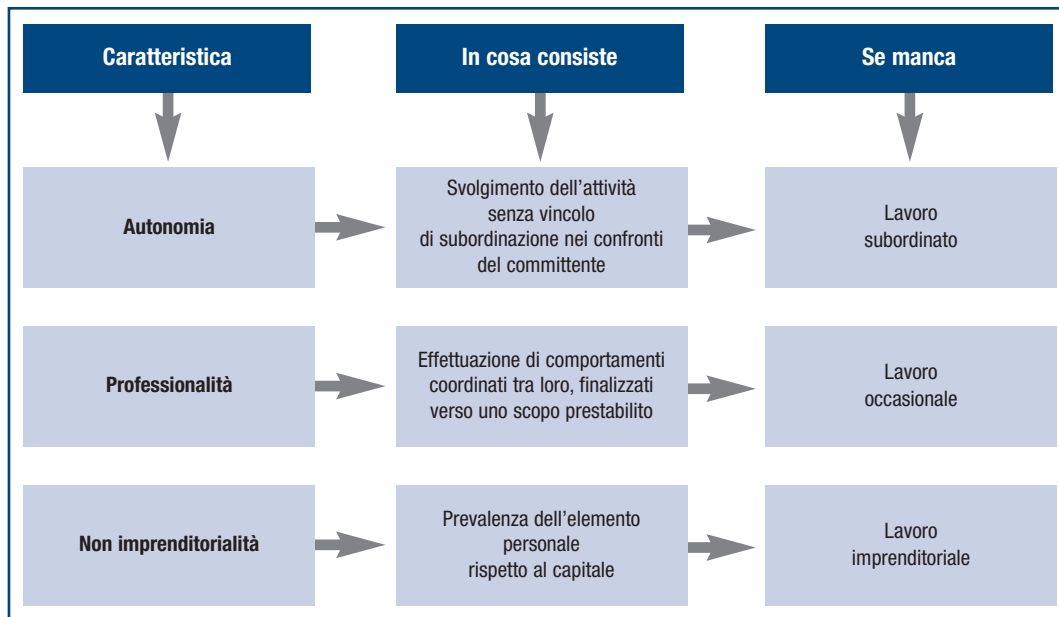 Caratteristica
In cosa consiste
Se manca
Autonomia
Svolgimento dell'attività
senza vincolo
di subordinazione nei confronti
del committente
Lavoro
subordinato
Professionalità
Effettuazione di comportamenti
coordinati tra loro, finalizzati
verso uno scopo prestabilito
Lavoro
occasionale
Non imprenditorialità
Prevalenza dell'elemento
personale
rispetto al capitale
Lavoro
imprenditoriale